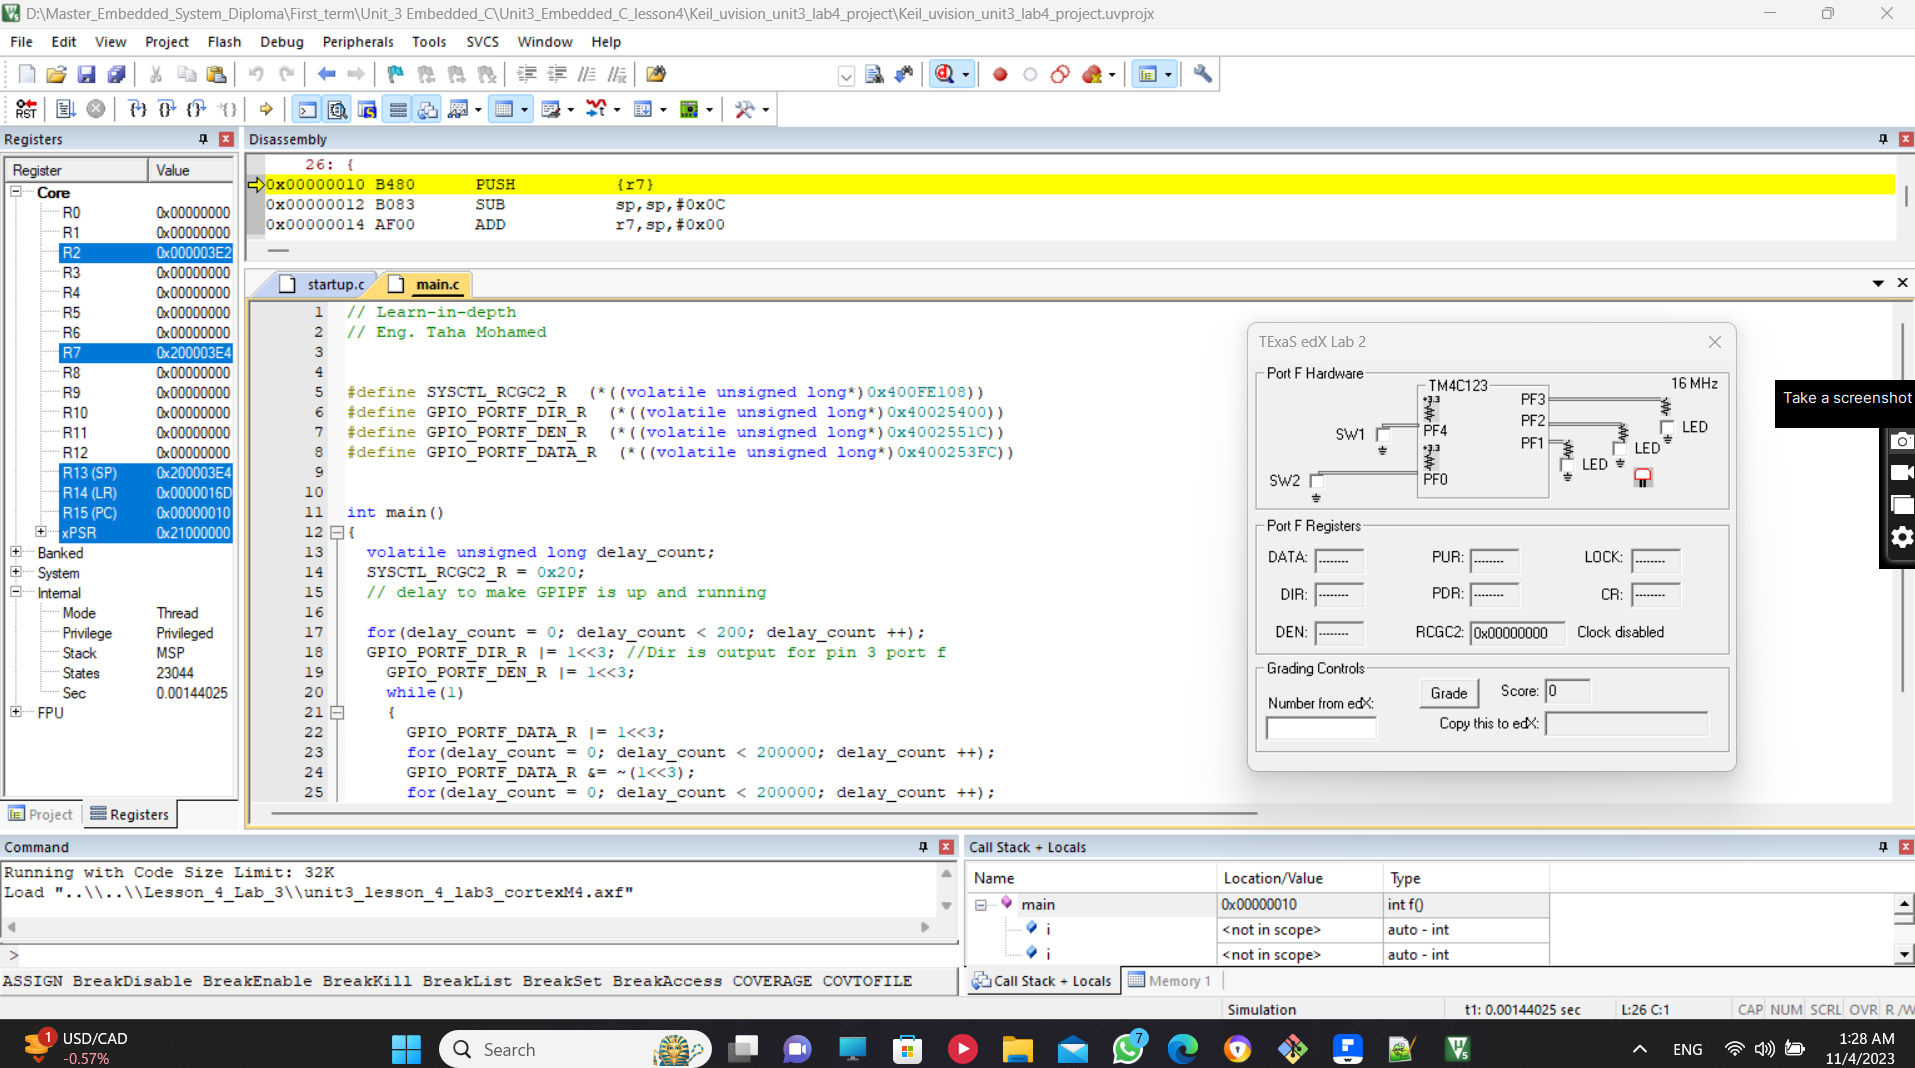 D:\Master_Embedded_System_Diploma\First_term\Unit_3 Embedded_C\Unit3_Embedded_C_lesson4\Keil_uvision_unit3_lab4_project\Keil_uvision_unit3_lab4_project.uvprojx
File Edit View Project Flash Debug Peripherals Tools SVCS Window Help
RST
Registers
Register Value
Core
R0 0x00000000
R1 0x00000000
R2 0x000003E2
R3 0x00000000
R4 0x00000000
R5 0x00000000
R6 0x00000000
R7 0x200003E4
R8 0x00000000
R9 0x00000000
R10 0x00000000
R11 0x00000000
R12 0x00000000
R13 (SP) 0x200003E4
R14 (LR) 0x0000016D
R15 (PC) 0x00000010
xPSR 0x21000000
Banked
System
Internal
Mode Thread
Privilege Privileged
Stack MSP
States 23044
Sec 0.00144025
FPU
Project Registers
Disassembly
26: {
0x00000010 B480 PUSH {r7}
0x00000012 B083 SUB sp,sp,#0x0C
0x00000014 AF00 ADD r7,sp,#0x00
startup.c main.c
1 // Learn-in-depth
2 // Eng. Taha Mohamed
3
4
5 #define SYSCTL_RCGC2_R (*((volatile unsigned long*)0x400FE108))
6 #define GPIO_PORTF_DIR_R (*((volatile unsigned long*)0x40025400))
7 #define GPIO_PORTF_DEN_R (*((volatile unsigned long*)0x4002551C))
8 #define GPIO_PORTF_DATA_R (*((volatile unsigned long*)0x400253FC))
9
10
11 int main()
12 {
13 volatile unsigned long delay_count;
14 SYSCTL_RCGC2_R = 0x20;
15 // delay to make GPIPF is up and running
16
17 for(delay_count = 0; delay_count < 200; delay_count ++);
18 GPIO_PORTF_DIR_R |= 1<<3; //Dir is output for pin 3 port f
19 GPIO_PORTF_DEN_R |= 1<<3;
20 while(1)
21 {
22 GPIO_PORTF_DATA_R |= 1<<3;
23 for(delay_count = 0; delay_count < 200000; delay_count ++);
24 GPIO_PORTF_DATA_R &= ~(1<<3);
25 for(delay_count = 0; delay_count < 200000; delay_count ++);
TExaS edX Lab 2
Port F Hardware
TM4C123 16 MHz
+3.3 PF3
PF2
SW1 PF4 PF1 LED
LED
LED
+3.3
SW2 PF0
Port F Registers
DATA: -------- PUR: -------- LOCK: --------
DIR: -------- PDR: -------- CR: --------
DEN: -------- RCGC2: 0x00000000 Clock disabled
Grading Controls
Number from edX: Grade Score: 0
Copy this to edX:
Take a screenshot
Command
Running with Code Size Limit: 32K
Load "..\\..\\Lesson_4_Lab_3\\unit3_lesson_4_lab3_cortexM4.axf"
>
ASSIGN BreakDisable BreakEnable BreakKill BreakList BreakSet BreakAccess COVERAGE COVTOFILE
Call Stack + Locals
Name Location/Value Type
main 0x00000010 int f()
i <not in scope> auto - int
i <not in scope> auto - int
Call Stack + Locals Memory 1
Simulation t1: 0.00144025 sec L:26 C:1 CAP NUM SCRL OVR R/W
1 USD/CAD
-0.57%
Search
7
ENG
1:28 AM
11/4/2023